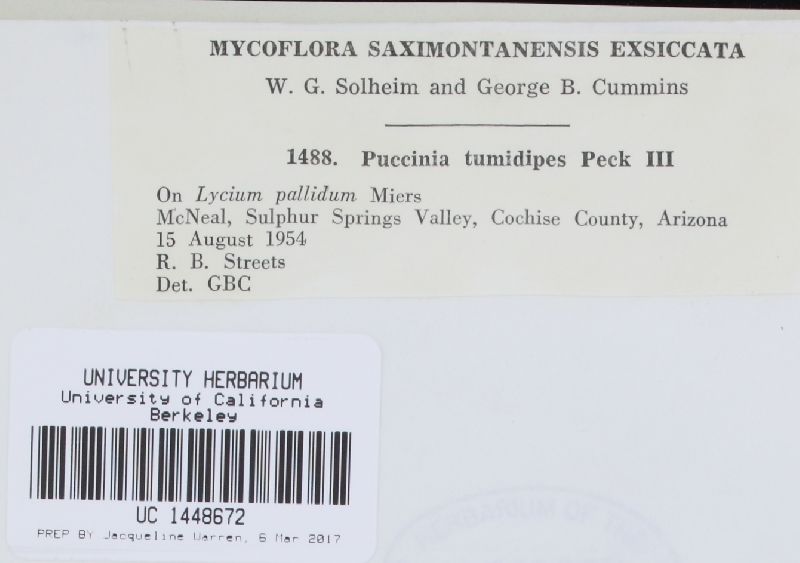 MYCOFLORA SAXIMONTANENSIS EXSICCATA
W. G. Solheim and George B. Cummins
1488. Puccinia tumidipes Peck III
On Lycium pallidum Miers
McNeal, Sulphur Springs Valley, Cochise County, Arizona
15 August 1954
R. B. Streets
Det. GBC
UNIVERSITY HERBARIUM
University of California
Berkeley
UC 1448672
PREP BY Jacqueline Warren, 6 Mar 2017